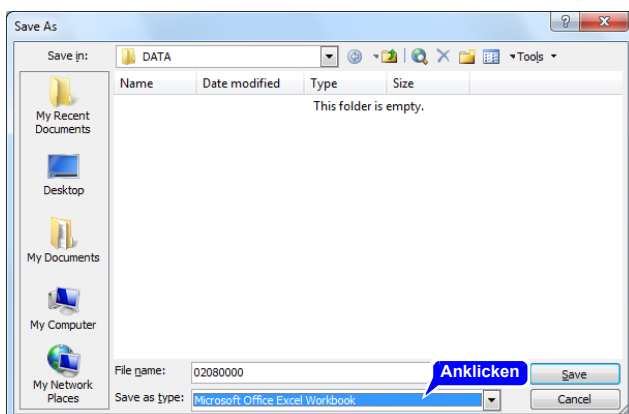 Save As
Save in:
DATA
Tools
Name Date modified Type Size
This folder is empty.
My Recent
Documents
Desktop
My Documents
My Computer
My Network
Places
File name: 02080000
Anklicken
Save
Save as type: Microsoft Office Excel Workbook
Cancel